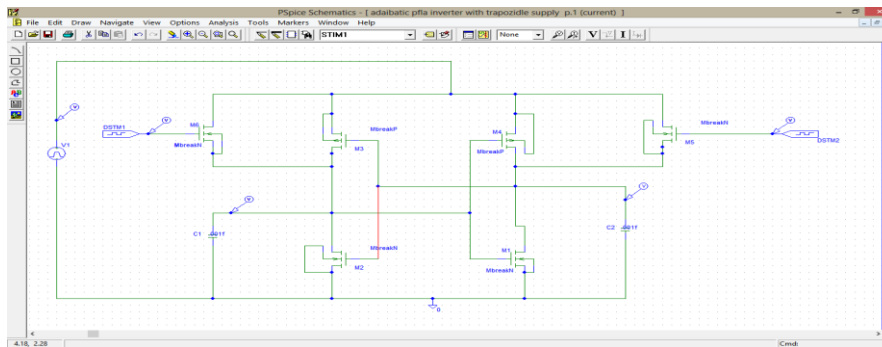 PSpice Schematics - [ adaibatic pfla inverter with trapozidle supply p.1 (current) ]
File Edit Draw Navigate View Options Analysis Tools Markers Window Help
STIM1 None V I
DSTM1
M6
MbreakN
V1
MbreakP
M3
M4
MbreakP
MbreakN
M5
DSTM2
C1 .001f
MbreakN
M2
M1
MbreakN
C2 .001f
0
4.18, 2.28 Cmd: